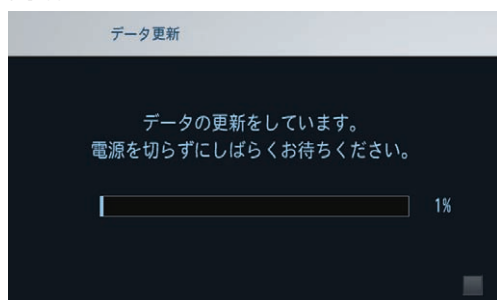 データ更新
データの更新をしています。
電源を切らずにしばらくお待ちください。
1%